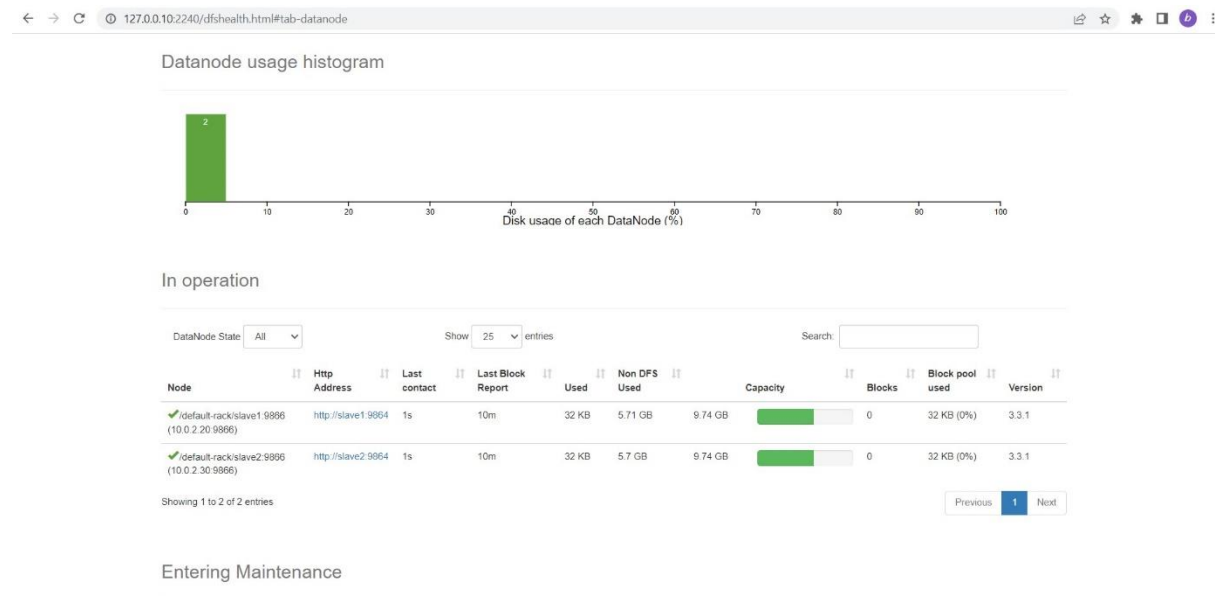 127.0.0.10:2240/dfshealth.html#tab-datanode
b
Datanode usage histogram
2
0 10 20 30 40 50 60 70 80 90 100
Disk usage of each DataNode (%)
In operation
DataNode State All Show 25 entries Search:
Node Http Address Last contact Last Block Report Used Non DFS Used Capacity Blocks Block pool used Version
/default-rack/slave1:9866 http://slave1:9864 1s 10m 32 KB 5.71 GB 9.74 GB 0 32 KB (0%) 3.3.1
(10.0.2.20:9866)
/default-rack/slave2:9866 http://slave2:9864 1s 10m 32 KB 5.7 GB 9.74 GB 0 32 KB (0%) 3.3.1
(10.0.2.30:9866)
Showing 1 to 2 of 2 entries Previous 1 Next
Entering Maintenance